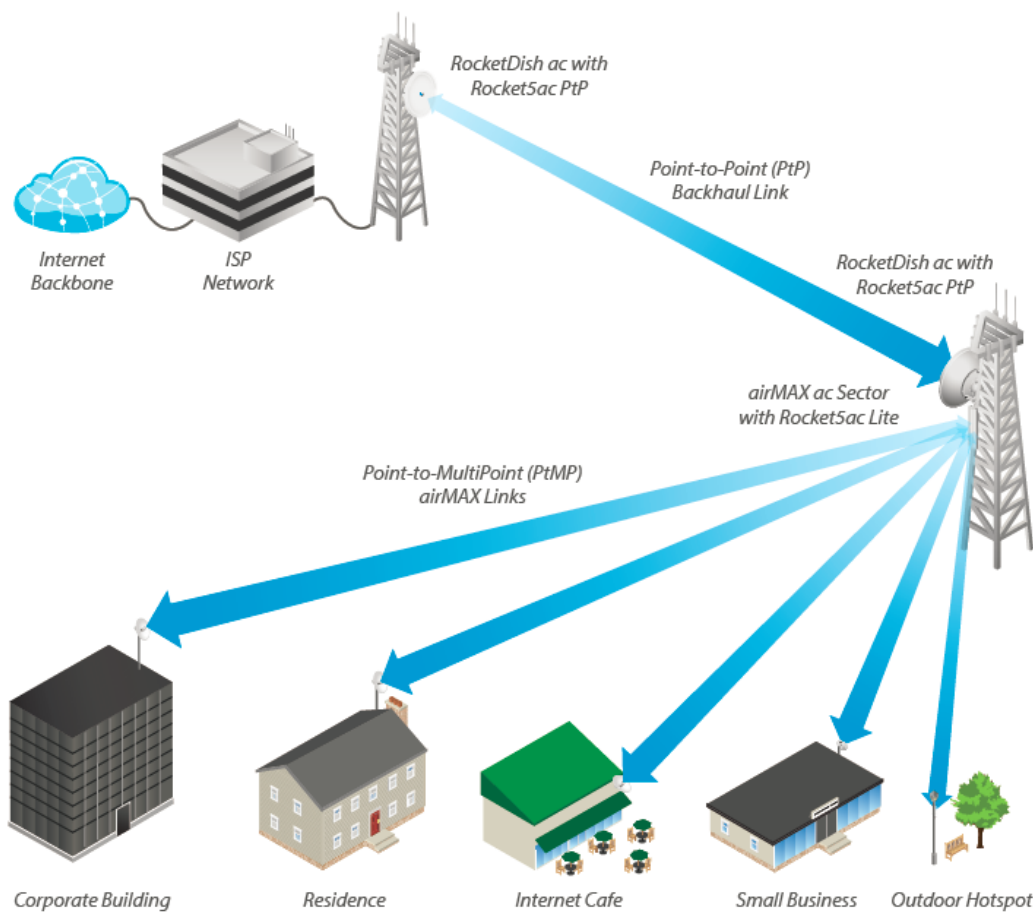 RocketDish ac with
Rocket5ac PtP
Point-to-Point (PtP)
Backhaul Link
Internet
Backbone
ISP
Network
RocketDish ac with
Rocket5ac PtP
airMAX ac Sector
with Rocket5ac Lite
Point-to-MultiPoint (PtMP)
airMAX Links
Corporate Building
Residence
Internet Cafe
Small Business
Outdoor Hotspot